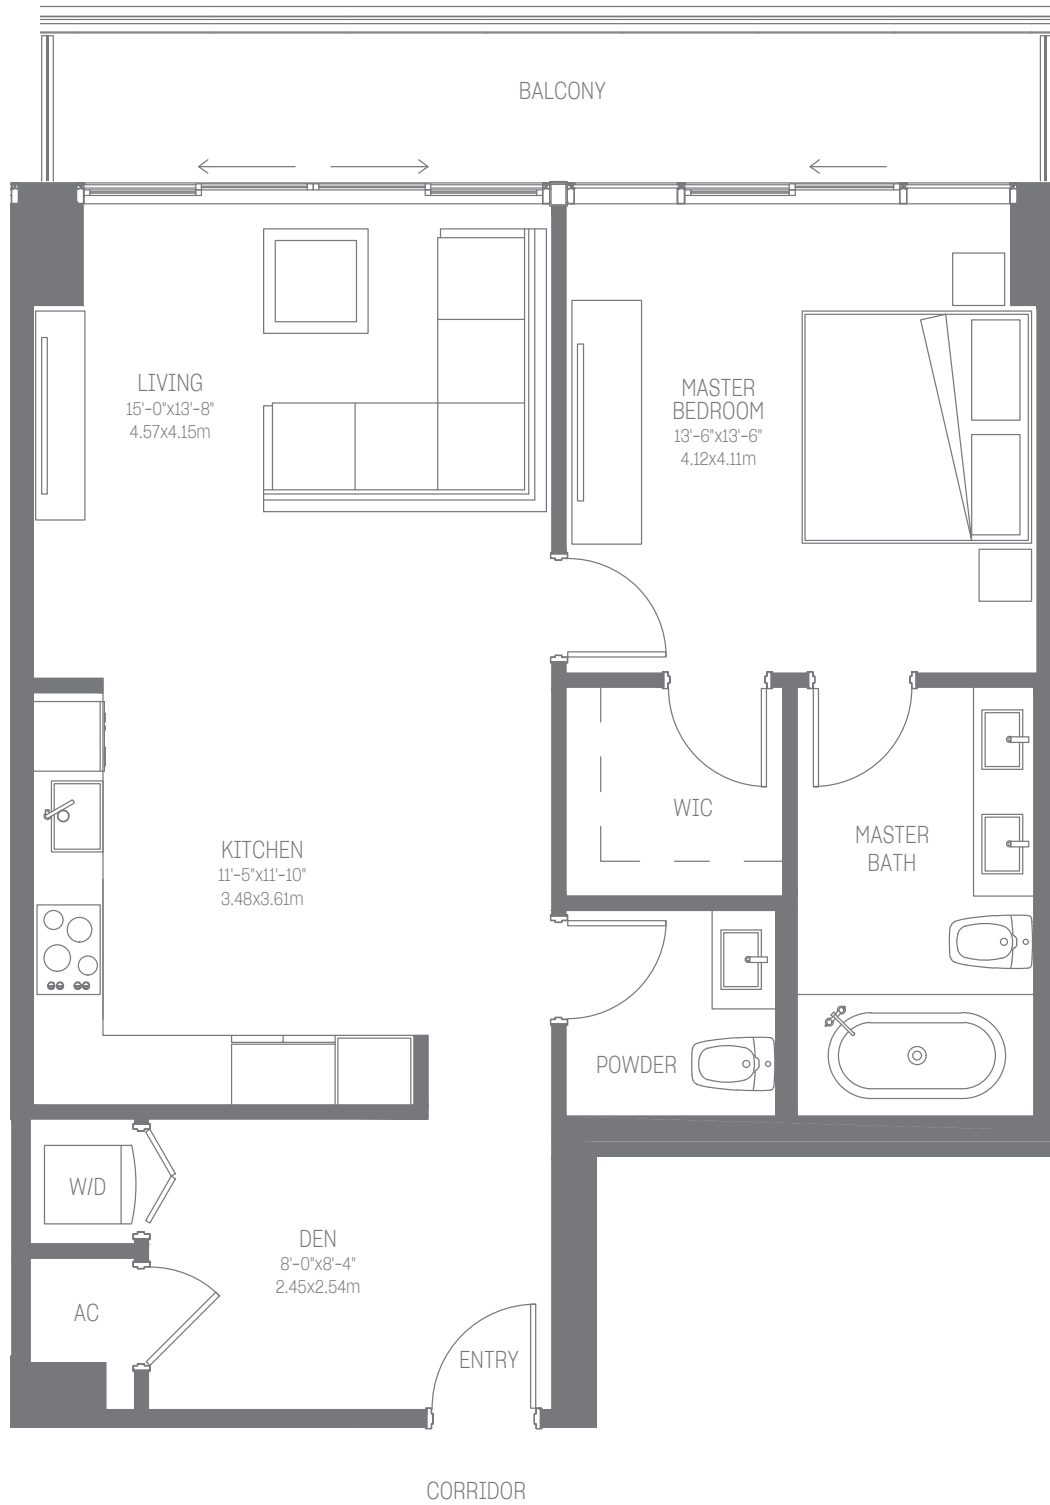 BALCONY
LIVING
15'-0"x13'-8"
4.57x4.15m
MASTER
BEDROOM
13'-6"x13'-6"
4.12x4.11m
WIC
MASTER
BATH
KITCHEN
11'-5"x11'-10"
3.48x3.61m
POWDER
W/D
DEN
8'-0"x8'-4"
2.45x2.54m
AC
ENTRY
CORRIDOR